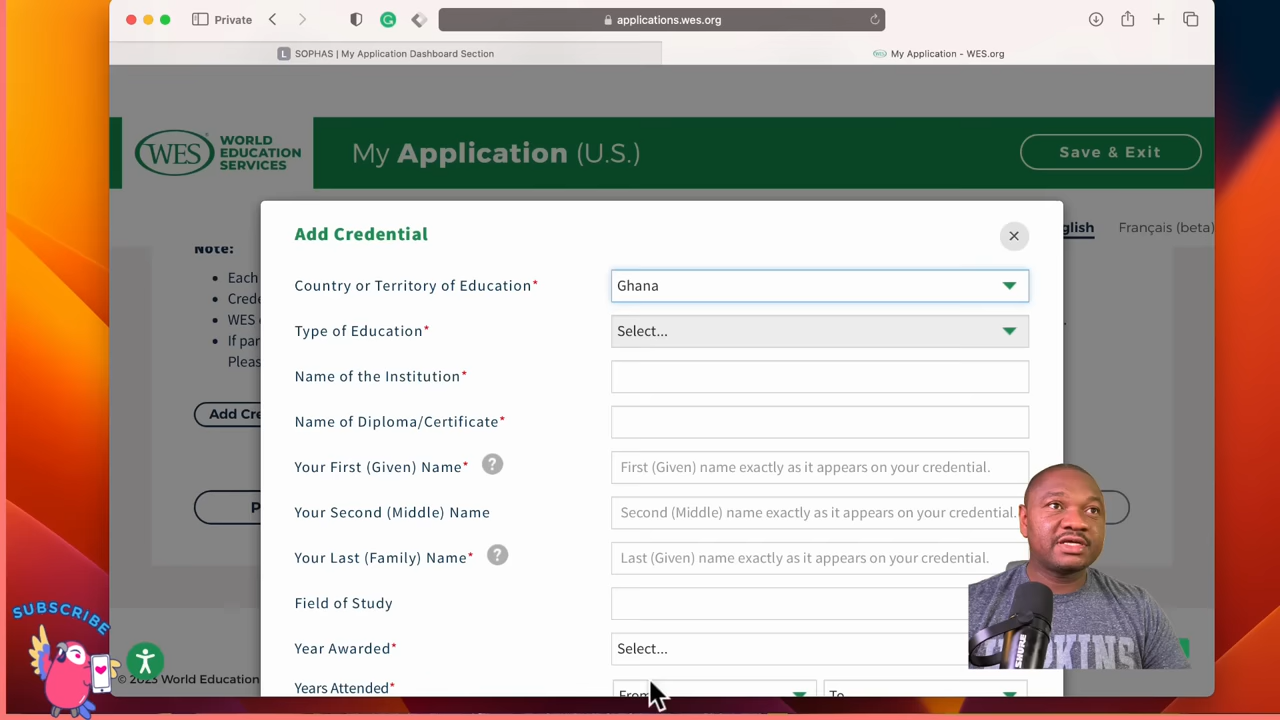 Private
applications.wes.org
SOPHAS | My Application Dashboard Section
My Application - WES.org
WES WORLD EDUCATION SERVICES
My Application (U.S.)
Save & Exit
glish
Français (beta)
Note:
Each
Crede
WES
If par
Pleas
Add Cre
P
Add Credential
Country or Territory of Education*
Ghana
Type of Education*
Select...
Name of the Institution*
Name of Diploma/Certificate*
Your First (Given) Name* ?
First (Given) name exactly as it appears on your credential.
Your Second (Middle) Name
Second (Middle) name exactly as it appears on your credential.
Your Last (Family) Name* ?
Last (Given) name exactly as it appears on your credential.
Field of Study
Year Awarded*
Select...
Years Attended*
From
To
SUBSCRIBE
World Education
SHURE